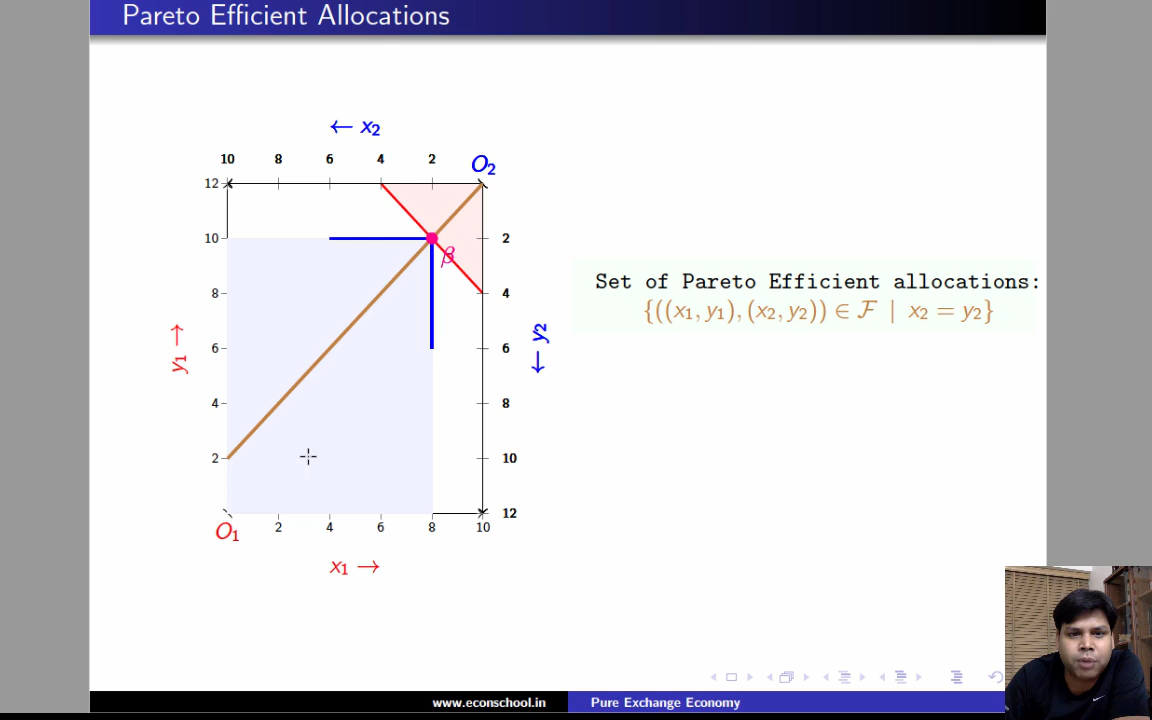 Pareto Efficient Allocations
← x₂
10 8 6 4 2 O₂
12
10 2
β
8 4
Set of Pareto Efficient allocations:
{((x₁, y₁), (x₂, y₂)) ∈ ℱ | x₂ = y₂}
y₁ →
6 6
← y₂
4 8
2 10
12
O₁ 2 4 6 8 10
x₁ →
www.econschool.in Pure Exchange Economy